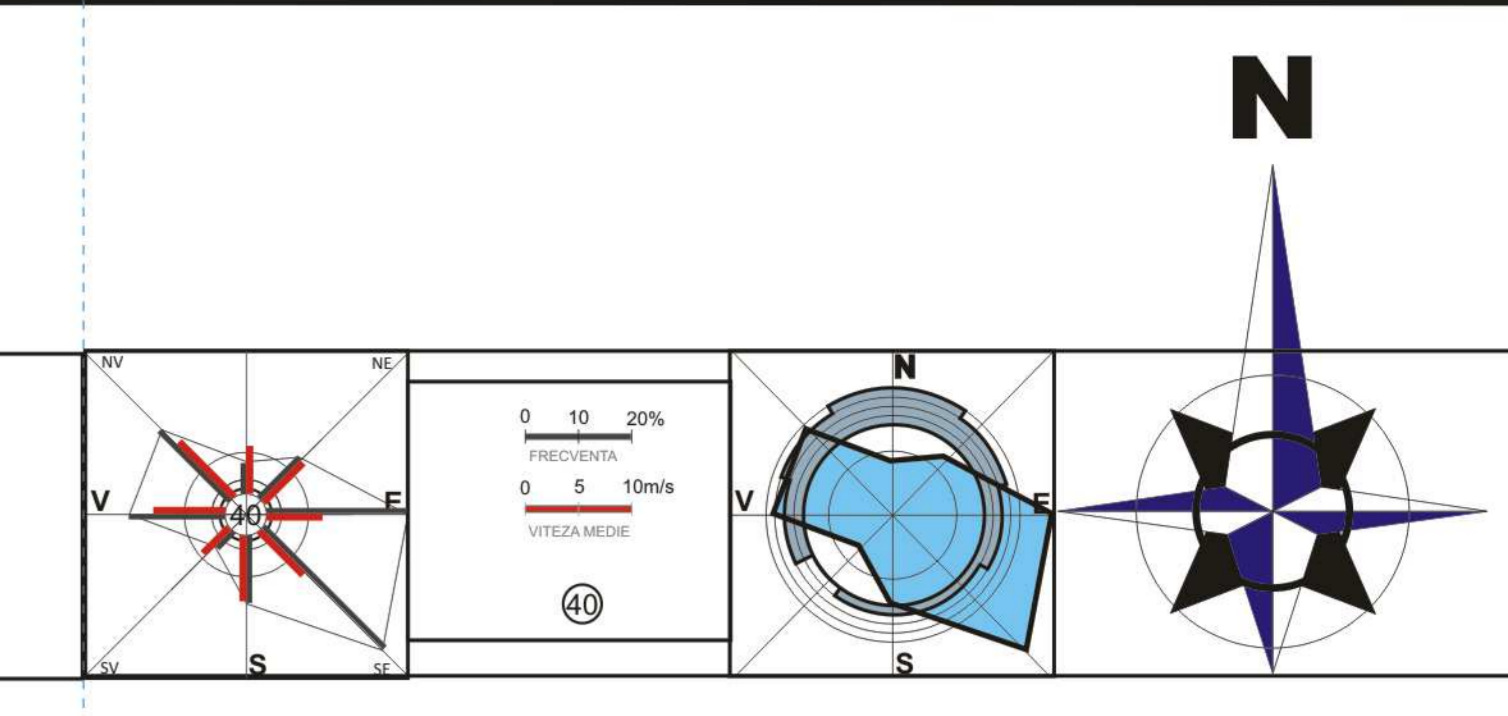 N
NV NE
V E
40
SV S SE
0 10 20%
FRECVENTA
0 5 10m/s
VITEZA MEDIE
40
N
V E
S